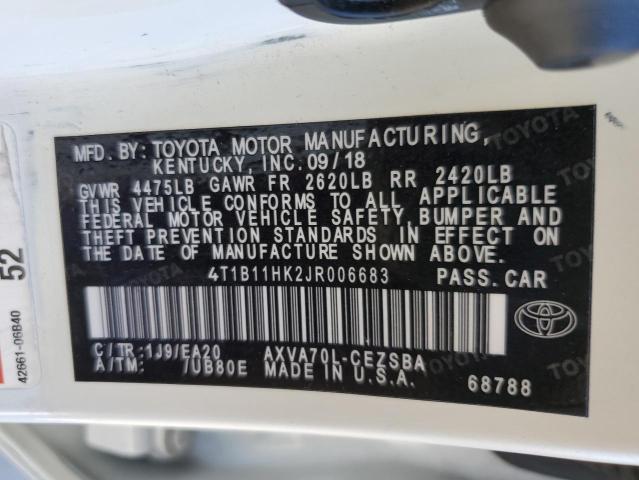 MFD. BY: TOYOTA MOTOR MANUFACTURING,
KENTUCKY, INC. 09/18
GVWR 4475LB GAWR FR 2620LB RR 2420LB
THIS VEHICLE CONFORMS TO ALL APPLICABLE
FEDERAL MOTOR VEHICLE SAFETY, BUMPER AND
THEFT PREVENTION STANDARDS IN EFFECT ON
THE DATE OF MANUFACTURE SHOWN ABOVE.
4T1B11HK2JR006683 PASS. CAR
C/TR: 1J9/EA20 AXVA70L-CEZSBA
A/TM: /UB80E MADE IN U.S.A.
68788
52
42661-06B40
TOYOTA
TOYOTA
TOYOTA
TOYOTA